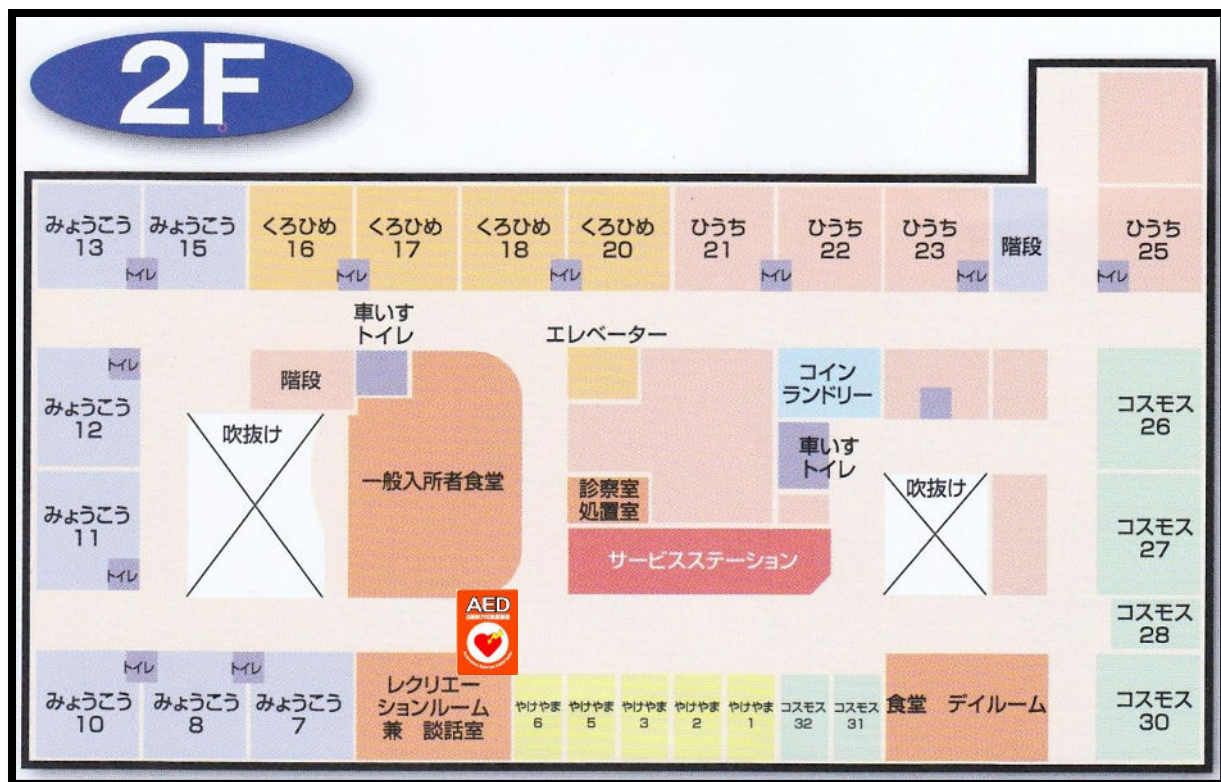 2F
みょうこう
13
みょうこう
15
トイレ
くろひめ
16
くろひめ
17
トイレ
くろひめ
18
くろひめ
20
トイレ
ひうち
21
ひうち
22
トイレ
ひうち
23
トイレ
階段
ひうち
25
トイレ
車いす
トイレ
エレベーター
トイレ
みょうこう
12
階段
吹抜け
一般入所者食堂
コイン
ランドリー
車いす
トイレ
コスモス
26
みょうこう
11
トイレ
診察室
処置室
サービスステーション
吹抜け
コスモス
27
AED
コスモス
28
トイレ
トイレ
みょうこう
10
みょうこう
8
みょうこう
7
レクリエー
ションルーム
兼 談話室
やけやま
6
やけやま
5
やけやま
3
やけやま
2
やけやま
1
コスモス
32
コスモス
31
食堂 デイルーム
コスモス
30